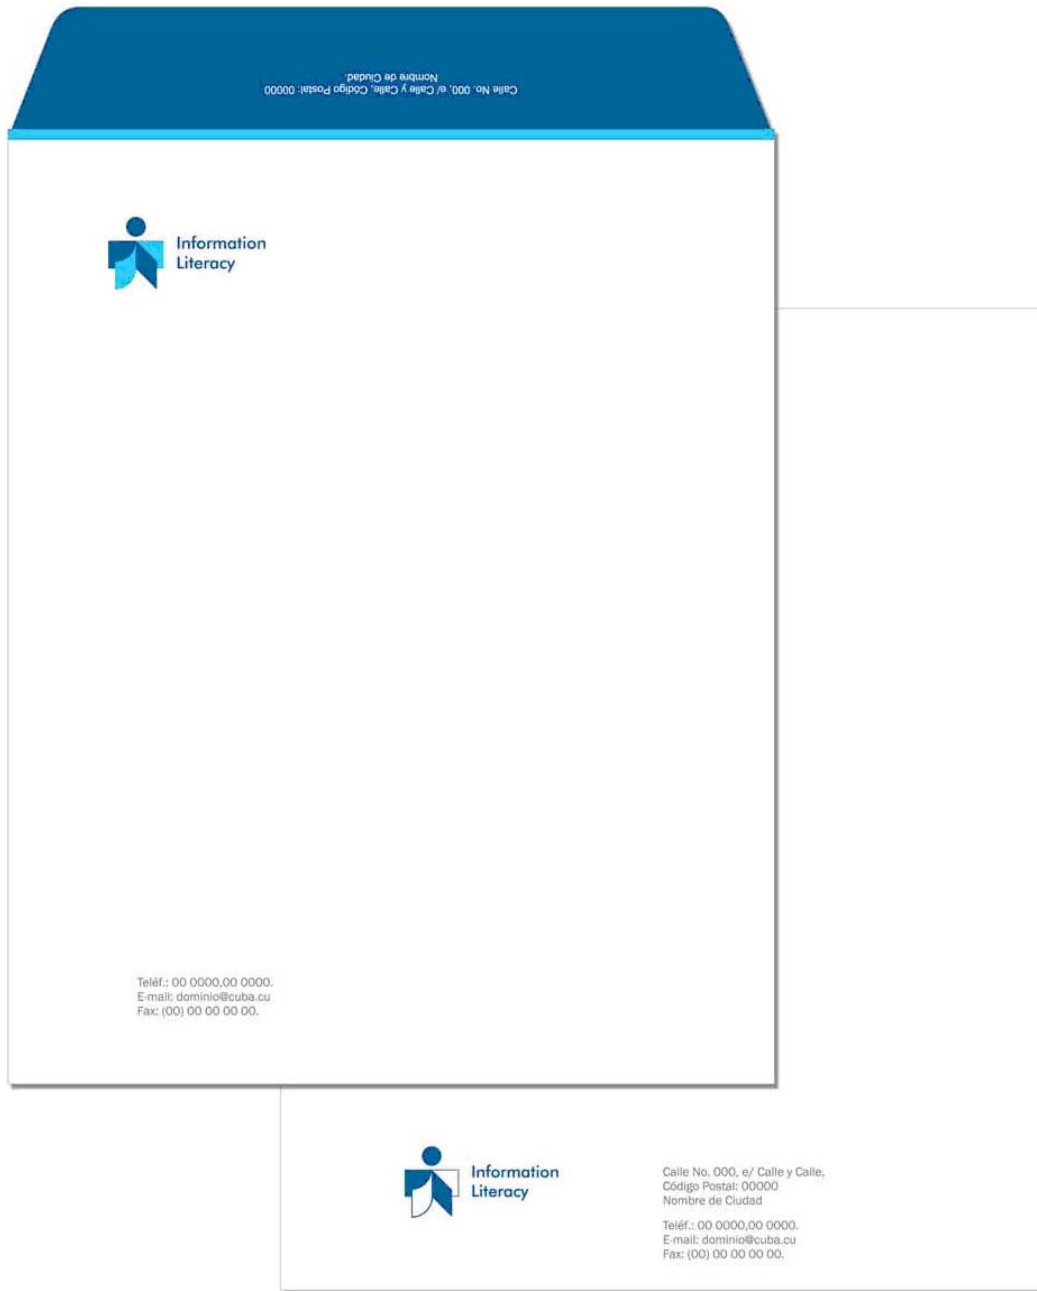 Calle No. 000, e/ Calle y Calle, Código Postal: 00000
Nombre de Ciudad.
Information
Literacy
Teléf.: 00 0000,00 0000.
E-mail: dominio@cuba.cu
Fax: (00) 00 00 00 00.
Information
Literacy
Calle No. 000, e/ Calle y Calle,
Código Postal: 00000
Nombre de Ciudad
Teléf.: 00 0000,00 0000.
E-mail: dominio@cuba.cu
Fax: (00) 00 00 00 00.